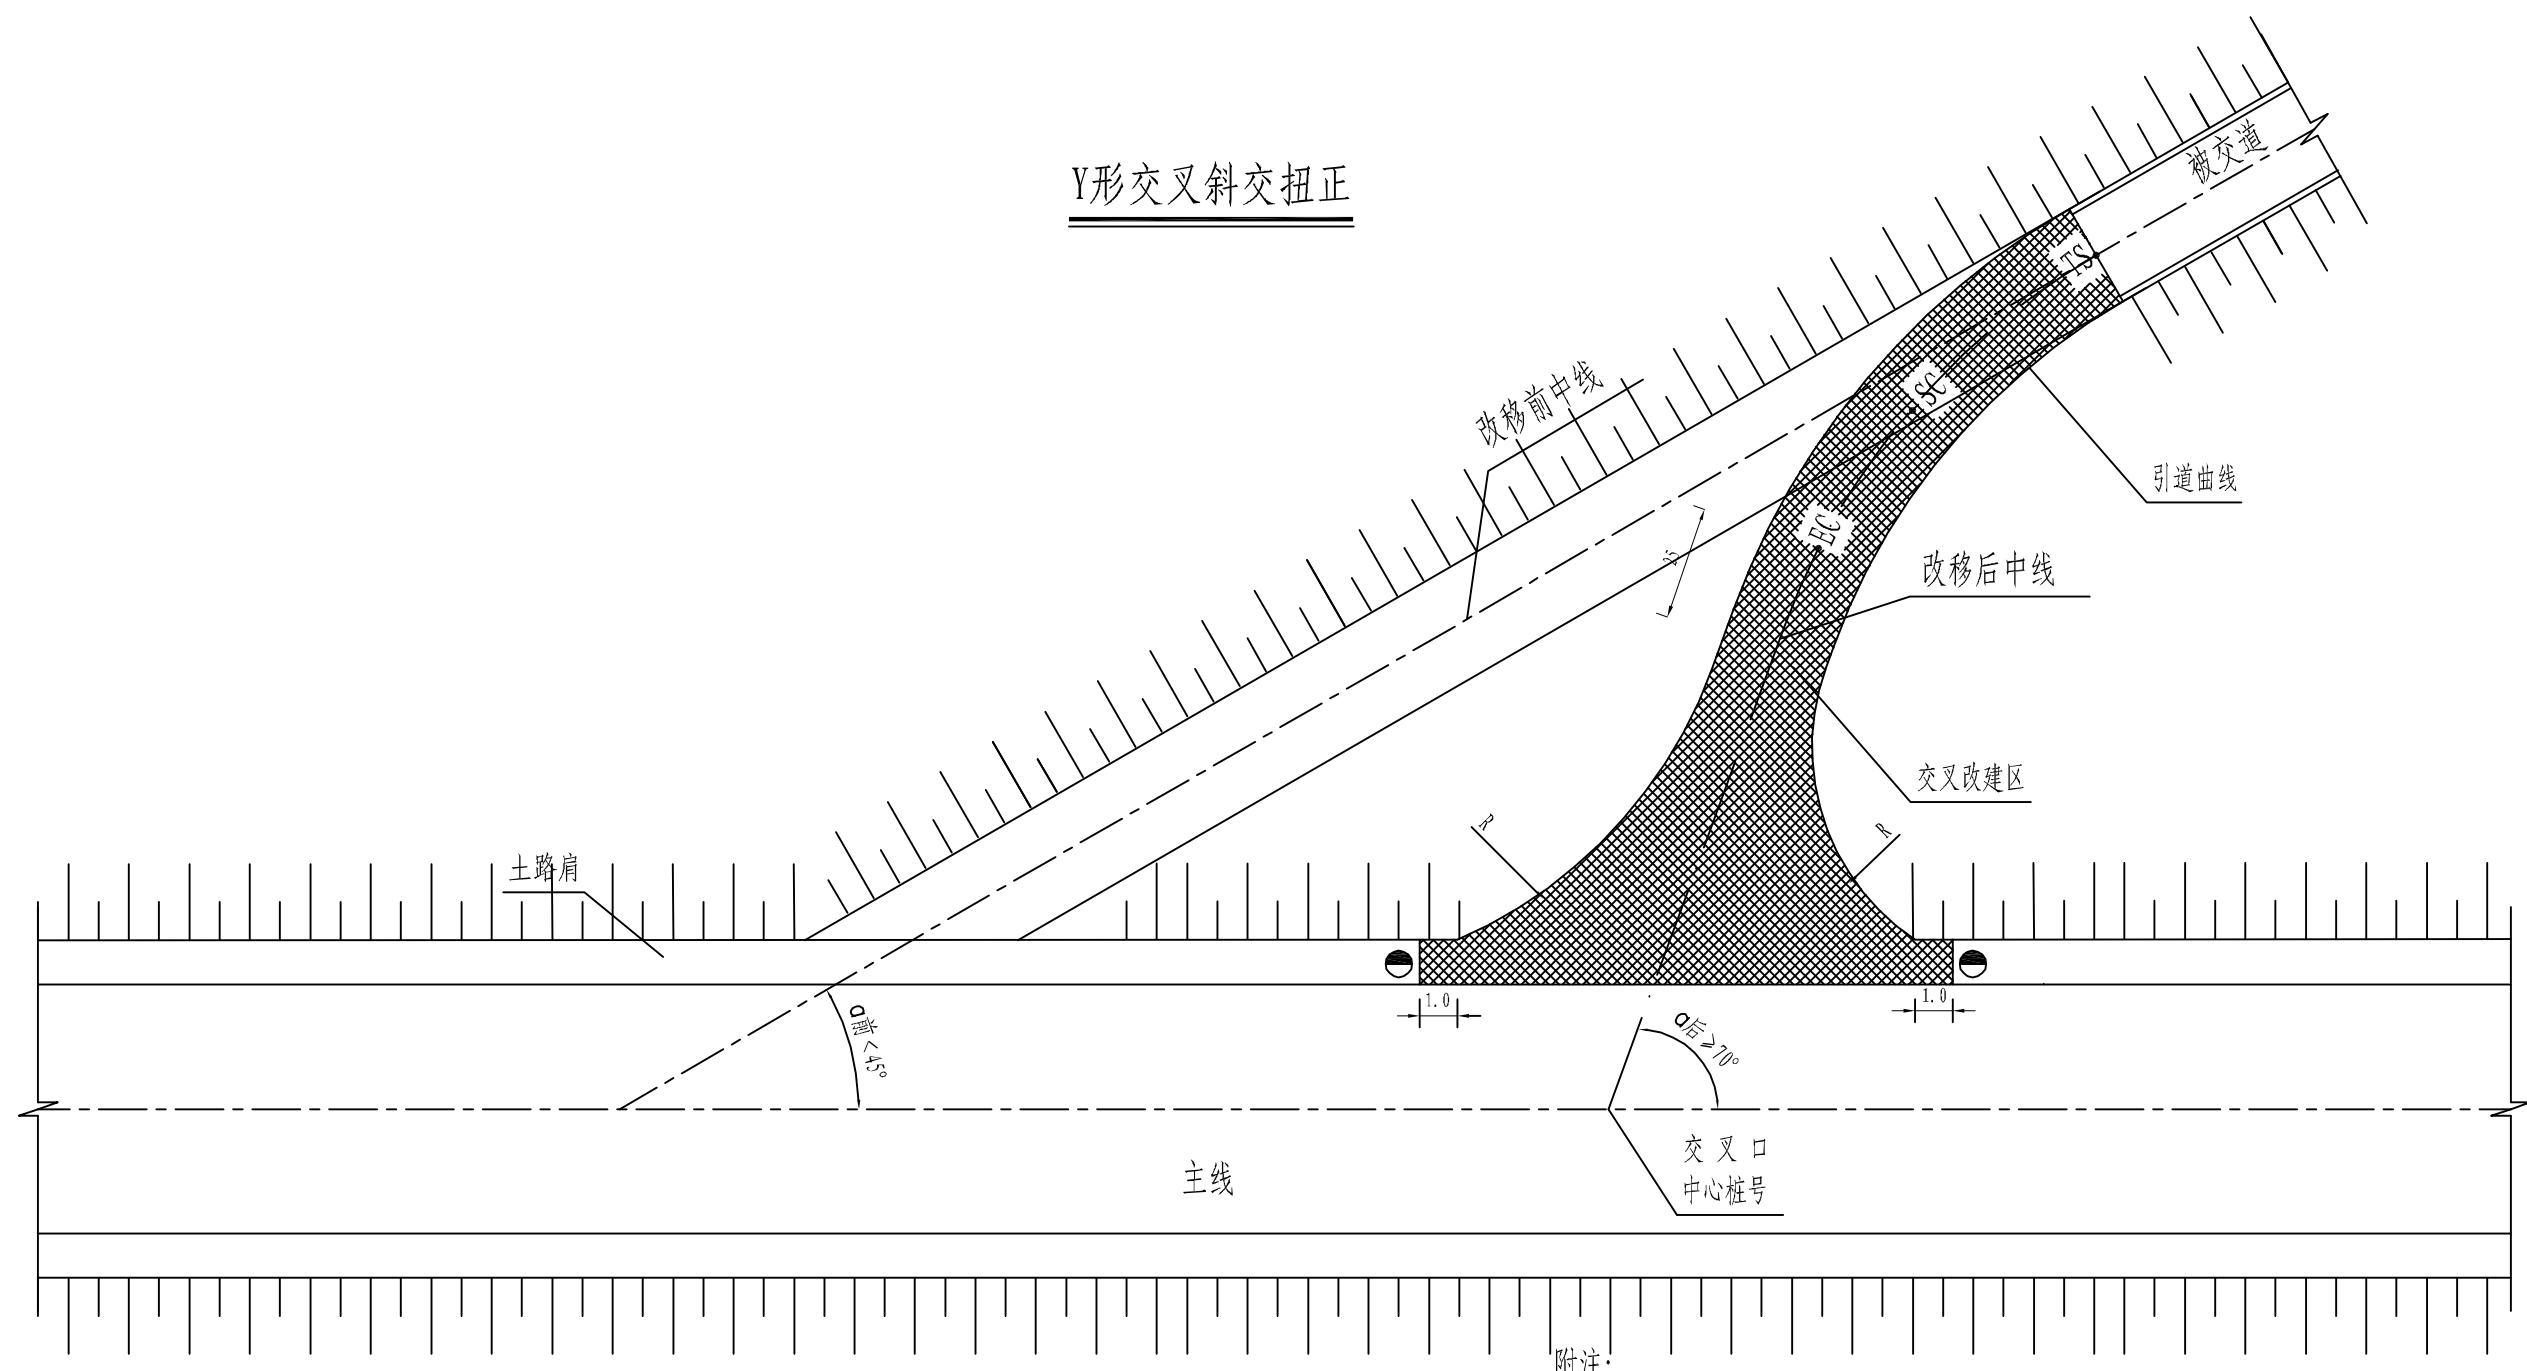 Y形交叉斜交扭正
被交道
TS
SC
改移前中线
引道曲线
EC
25
改移后中线
交叉改建区
R
R
土路肩
1.0
1.0
α前<45°
α后≥70°
交叉口
中心桩号
主线
附注: